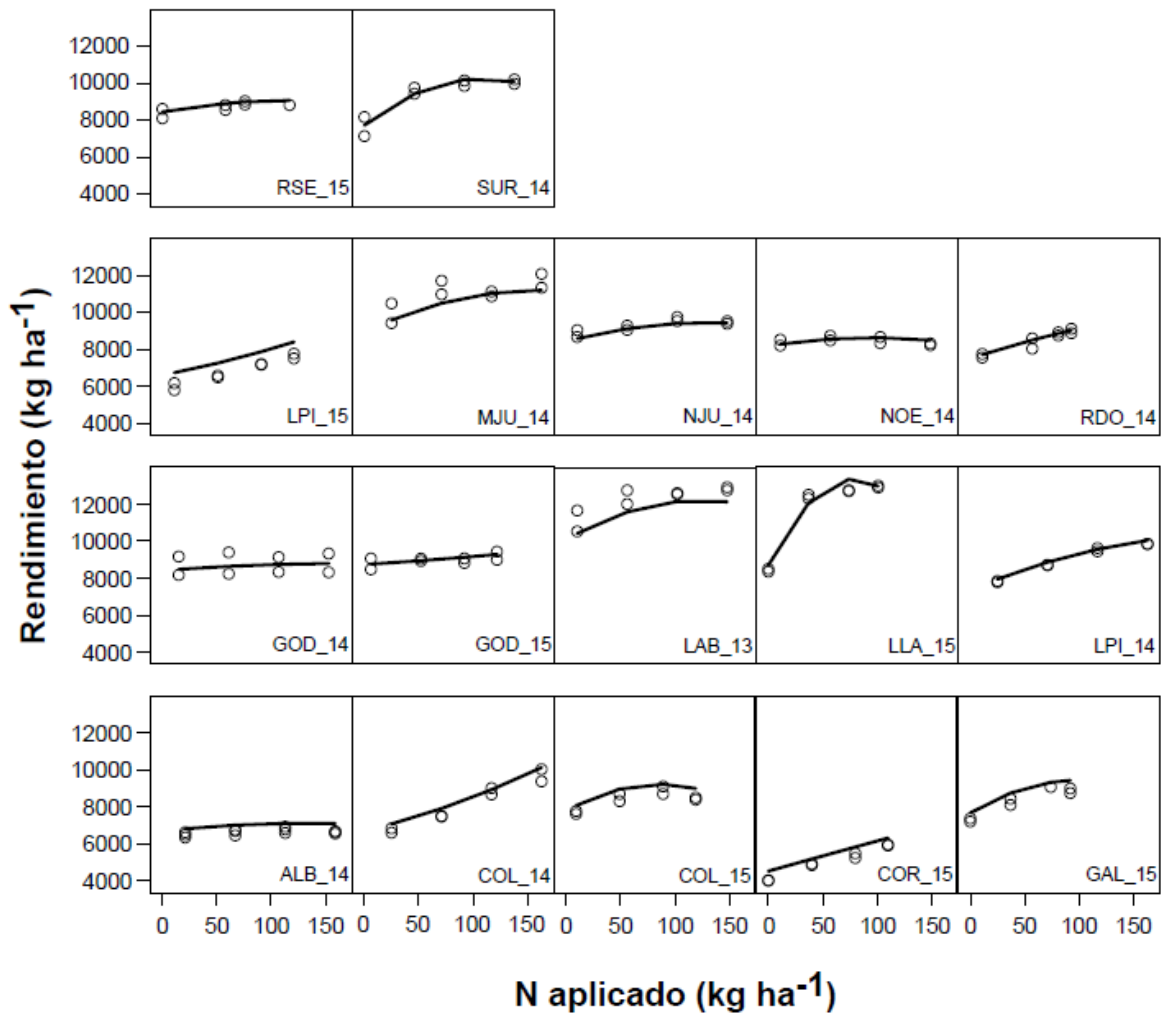 12000
10000
8000
6000
4000
RSE_15
SUR_14
12000
10000
8000
6000
4000
LPI_15
MJU_14
NJU_14
NOE_14
RDO_14
12000
10000
8000
6000
4000
GOD_14
GOD_15
LAB_13
LLA_15
LPI_14
12000
10000
8000
6000
4000
ALB_14
COL_14
COL_15
COR_15
GAL_15
0 50 100 150 0 50 100 150 0 50 100 150 0 50 100 150 0 50 100 150
Rendimiento (kg ha⁻¹)
N aplicado (kg ha⁻¹)